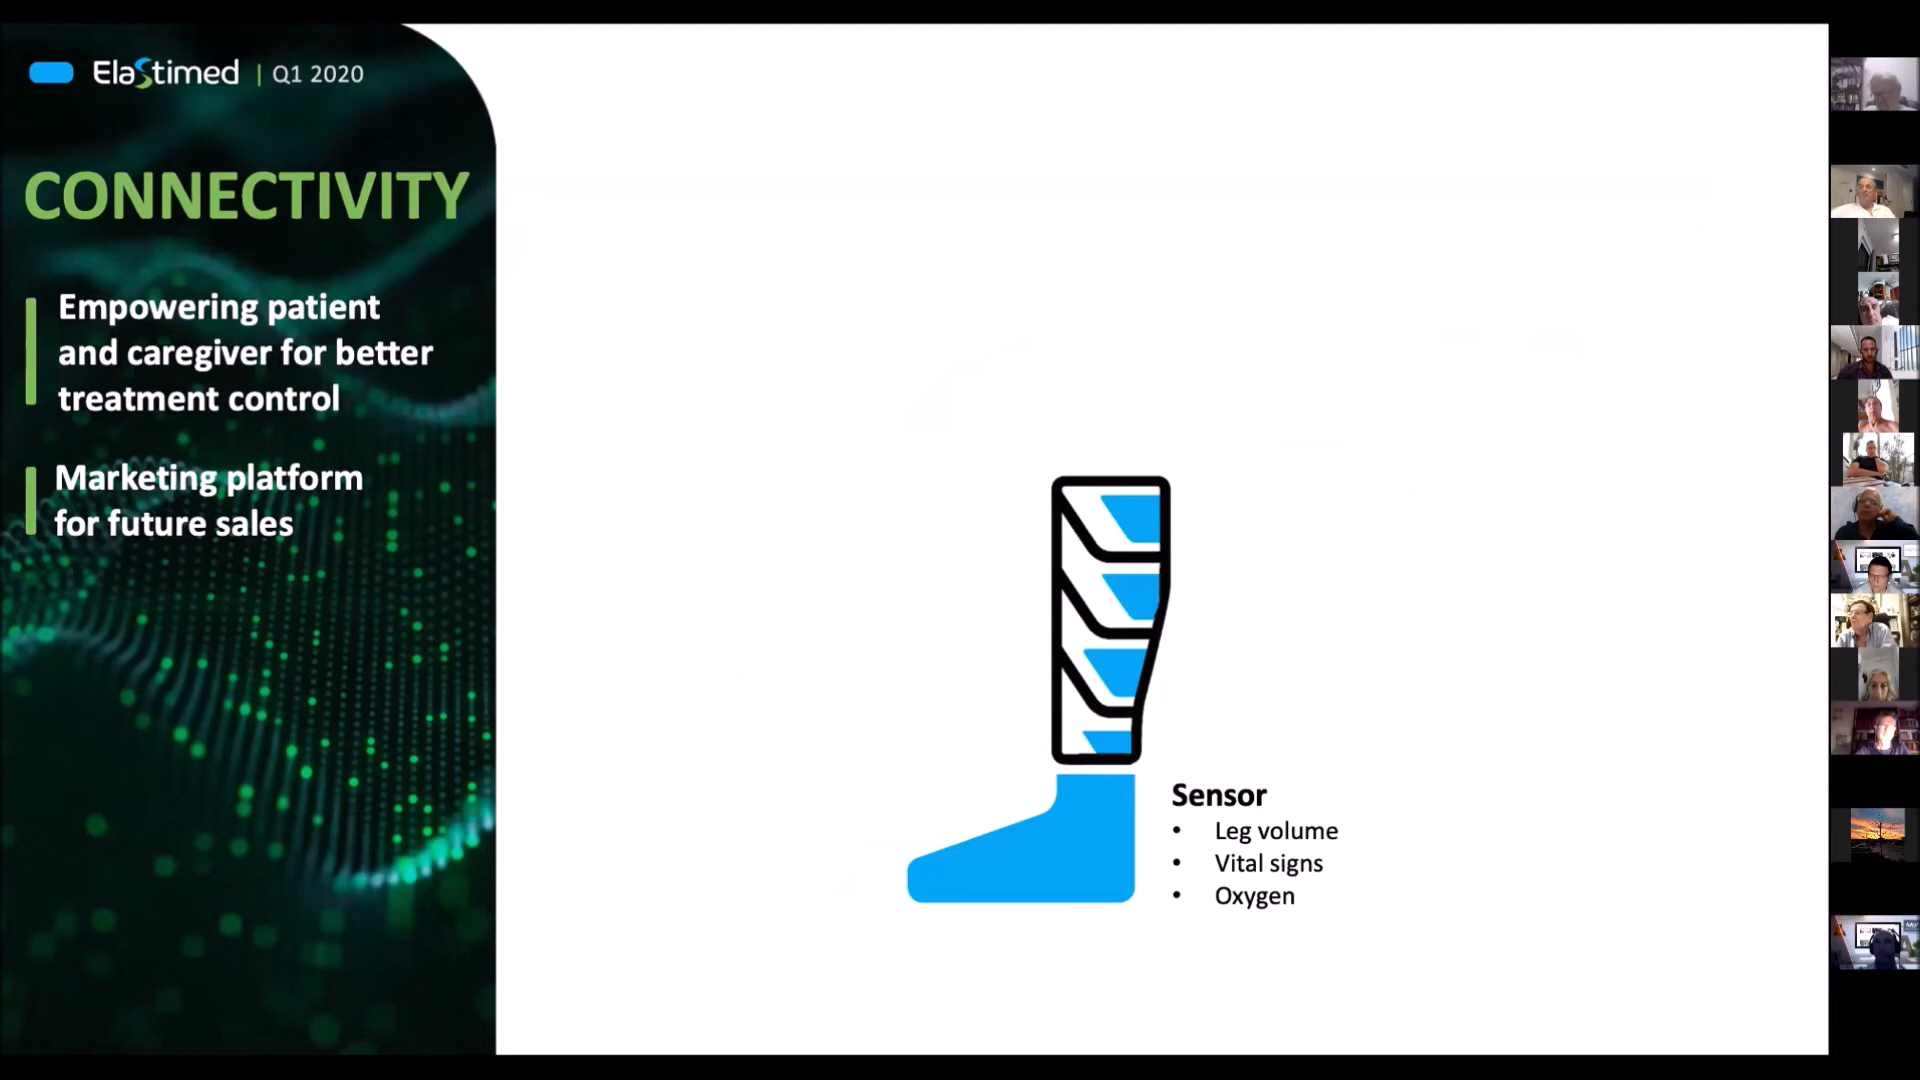 Elastimed | Q1 2020
CONNECTIVITY
Empowering patient
and caregiver for better
treatment control
Marketing platform
for future sales
Sensor
• Leg volume
• Vital signs
• Oxygen